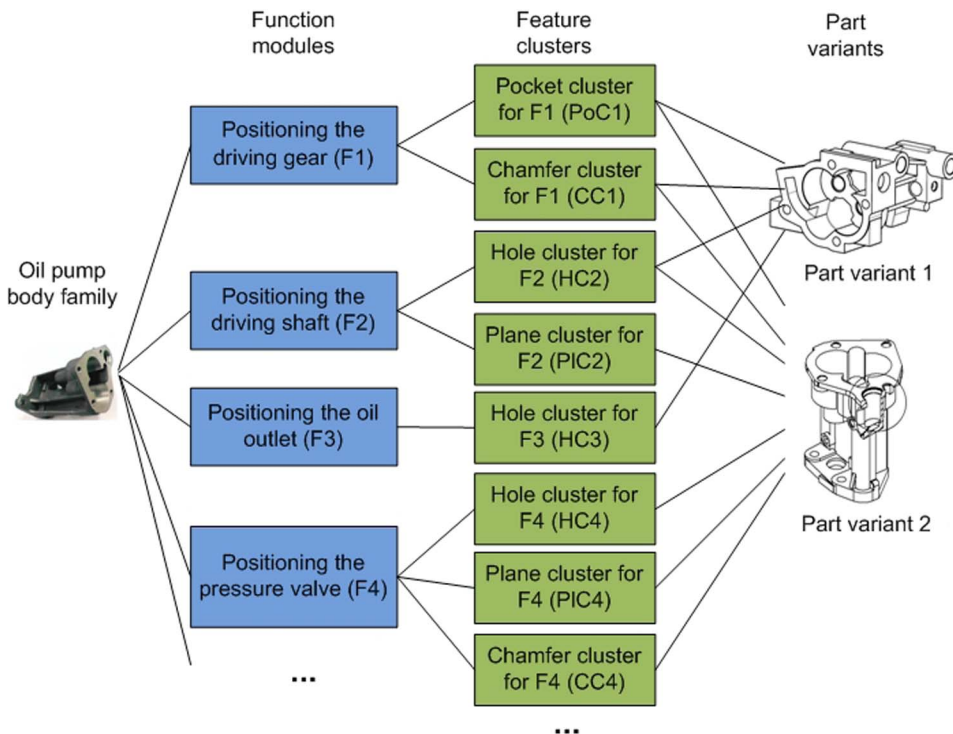 Function
modules
Feature
clusters
Part
variants
Oil pump
body family
Positioning the
driving gear (F1)
Positioning the
driving shaft (F2)
Positioning the oil
outlet (F3)
Positioning the
pressure valve (F4)
...
Pocket cluster
for F1 (PoC1)
Chamfer cluster
for F1 (CC1)
Hole cluster for
F2 (HC2)
Plane cluster for
F2 (PlC2)
Hole cluster for
F3 (HC3)
Hole cluster for
F4 (HC4)
Plane cluster for
F4 (PlC4)
Chamfer cluster
for F4 (CC4)
...
Part variant 1
Part variant 2